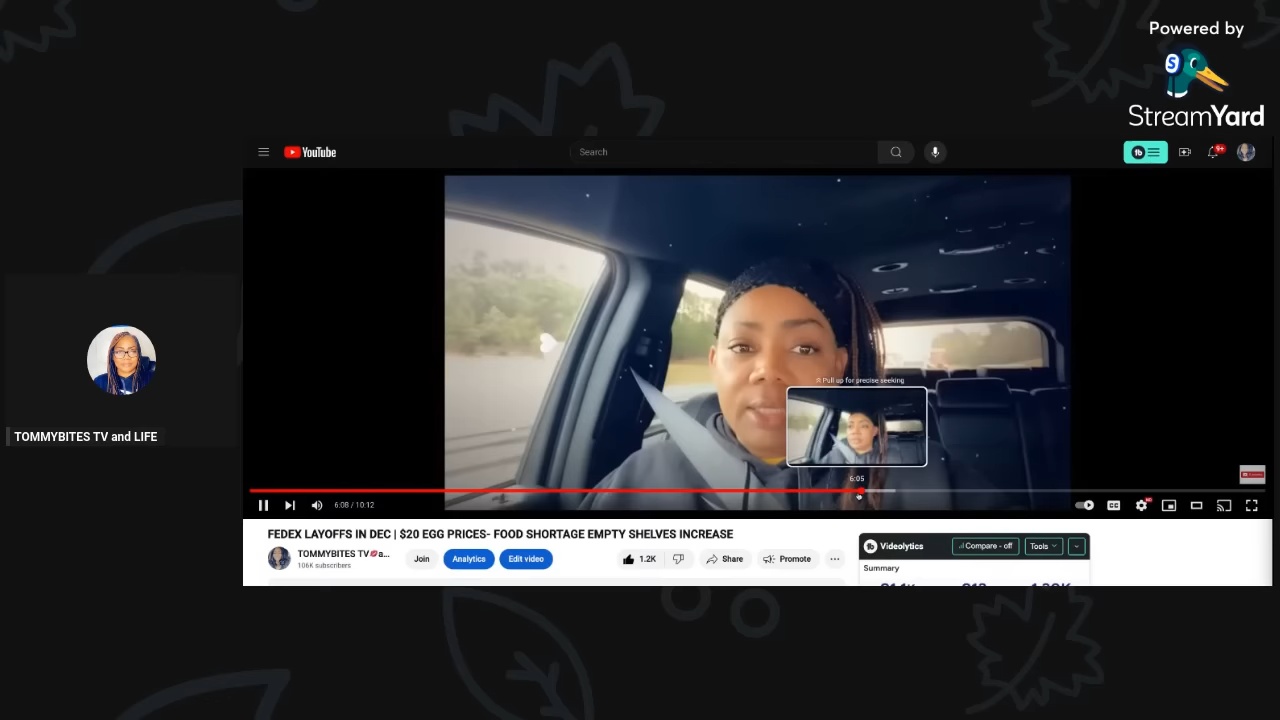 Powered by
StreamYard
YouTube
Search
9+
Pull up for precise seeking
6:05
6:08 / 10:12
CC
FEDEX LAYOFFS IN DEC | $20 EGG PRICES- FOOD SHORTAGE EMPTY SHELVES INCREASE
TOMMYBITES TV💋a...
106K subscribers
Join
Analytics
Edit video
1.2K
Share
Promote
Videolytics
Compare - off
Tools
Summary
TOMMYBITES TV and LIFE